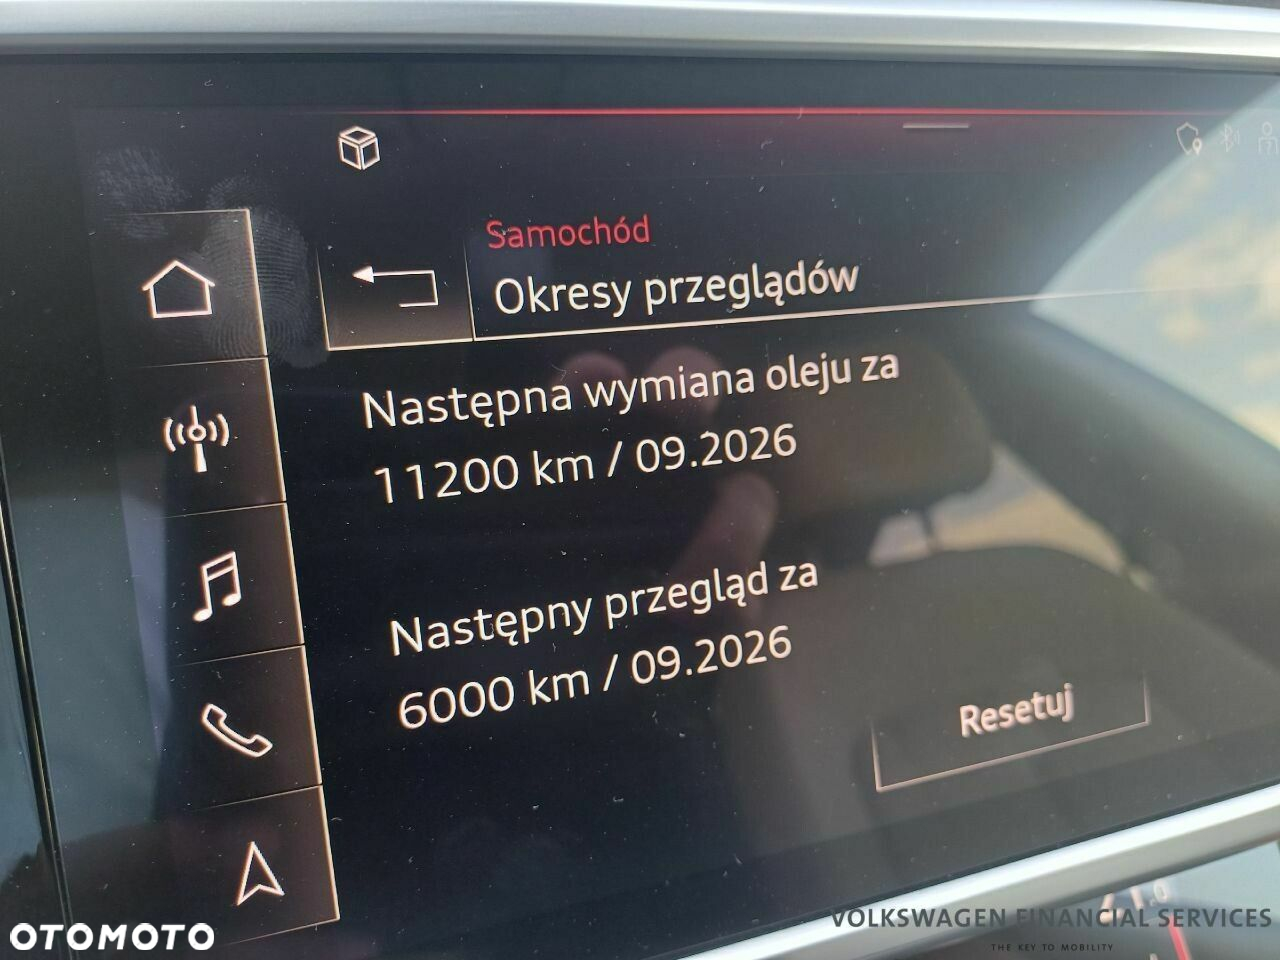 Samochód
Okresy przeglądów
Następna wymiana oleju za
11200 km / 09.2026
Następny przegląd za
6000 km / 09.2026
Resetuj
OTOMOTO
VOLKSWAGEN FINANCIAL SERVICES
THE KEY TO MOBILITY